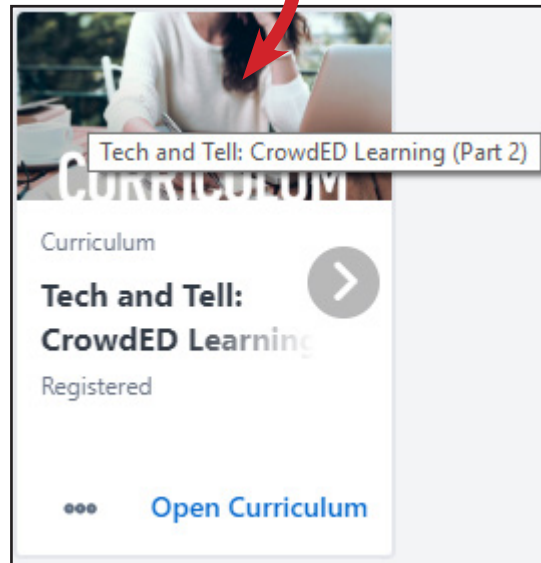 Tech and Tell: CrowdED Learning (Part 2)
CURRICULUM
Curriculum
Tech and Tell:
CrowdED Learning
Registered
Open Curriculum